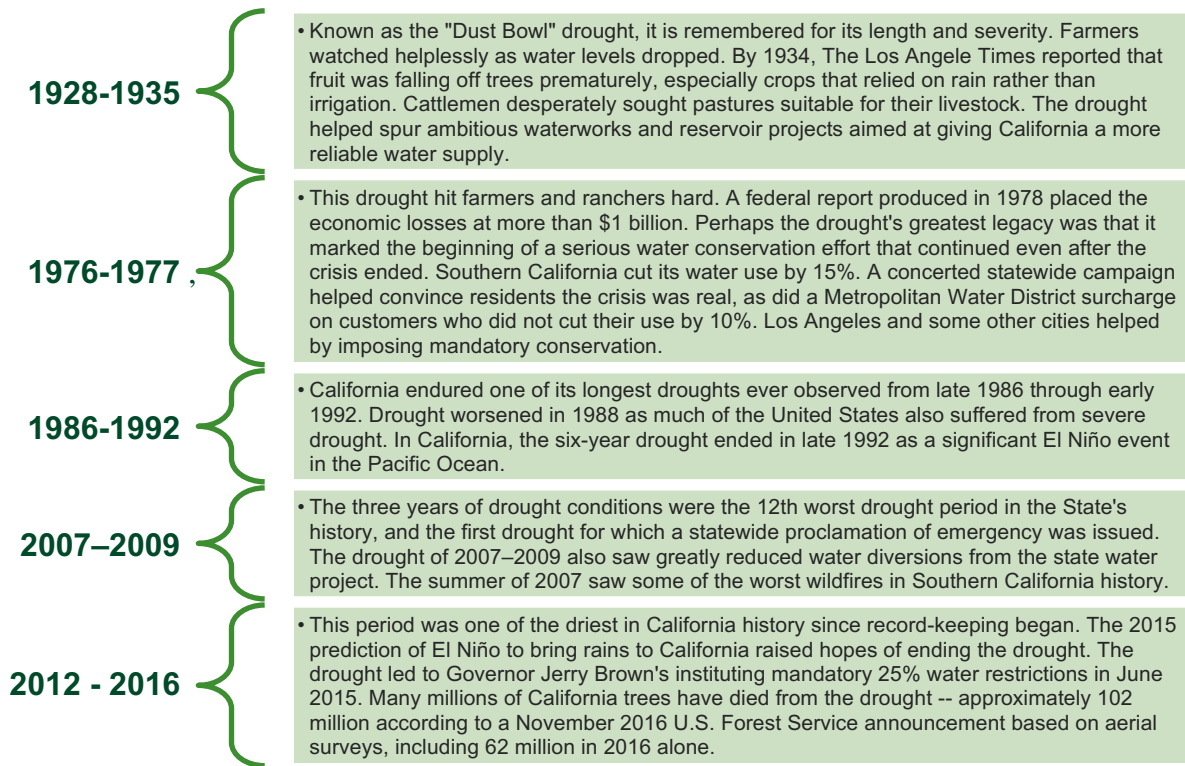 1928-1935
• Known as the "Dust Bowl" drought, it is remembered for its length and severity. Farmers
watched helplessly as water levels dropped. By 1934, The Los Angele Times reported that
fruit was falling off trees prematurely, especially crops that relied on rain rather than
irrigation. Cattlemen desperately sought pastures suitable for their livestock. The drought
helped spur ambitious waterworks and reservoir projects aimed at giving California a more
reliable water supply.
1976-1977 ,
• This drought hit farmers and ranchers hard. A federal report produced in 1978 placed the
economic losses at more than $1 billion. Perhaps the drought's greatest legacy was that it
marked the beginning of a serious water conservation effort that continued even after the
crisis ended. Southern California cut its water use by 15%. A concerted statewide campaign
helped convince residents the crisis was real, as did a Metropolitan Water District surcharge
on customers who did not cut their use by 10%. Los Angeles and some other cities helped
by imposing mandatory conservation.
1986-1992
• California endured one of its longest droughts ever observed from late 1986 through early
1992. Drought worsened in 1988 as much of the United States also suffered from severe
drought. In California, the six-year drought ended in late 1992 as a significant El Niño event
in the Pacific Ocean.
2007–2009
• The three years of drought conditions were the 12th worst drought period in the State's
history, and the first drought for which a statewide proclamation of emergency was issued.
The drought of 2007–2009 also saw greatly reduced water diversions from the state water
project. The summer of 2007 saw some of the worst wildfires in Southern California history.
2012 - 2016
• This period was one of the driest in California history since record-keeping began. The 2015
prediction of El Niño to bring rains to California raised hopes of ending the drought. The
drought led to Governor Jerry Brown's instituting mandatory 25% water restrictions in June
2015. Many millions of California trees have died from the drought -- approximately 102
million according to a November 2016 U.S. Forest Service announcement based on aerial
surveys, including 62 million in 2016 alone.